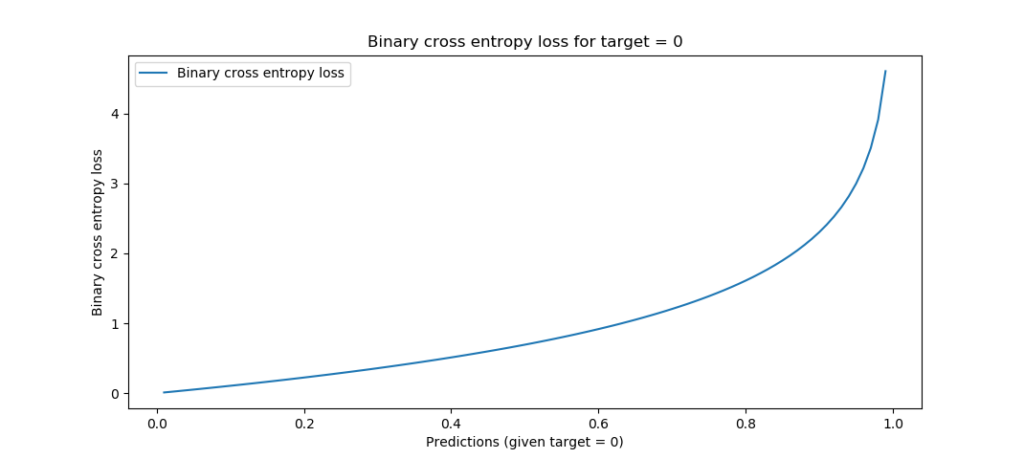 Binary cross entropy loss for target = 0
Binary cross entropy loss
Binary cross entropy loss
4
3
2
1
0
0.0 0.2 0.4 0.6 0.8 1.0
Predictions (given target = 0)